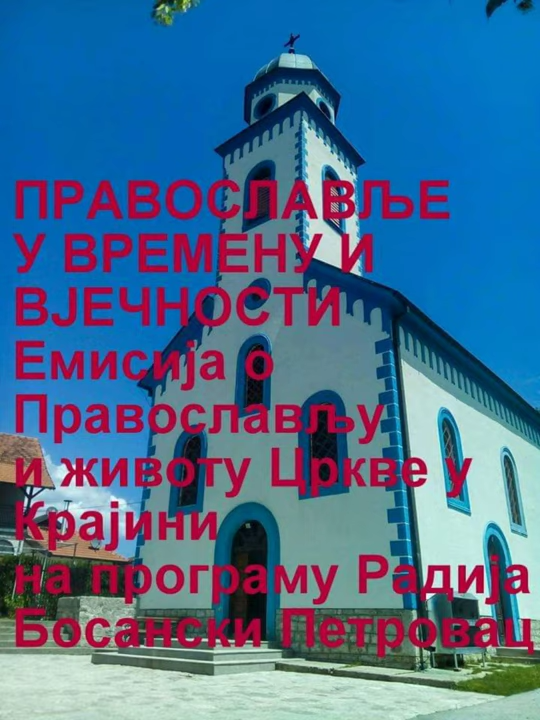 ПРАВОСЛАВЉЕ
У ВРЕМЕНУ И
ВЈЕЧНОСТИ
Емисија о
Православљу
и животу Цркве у
Крајини
на програму Радија
Босански Петровац